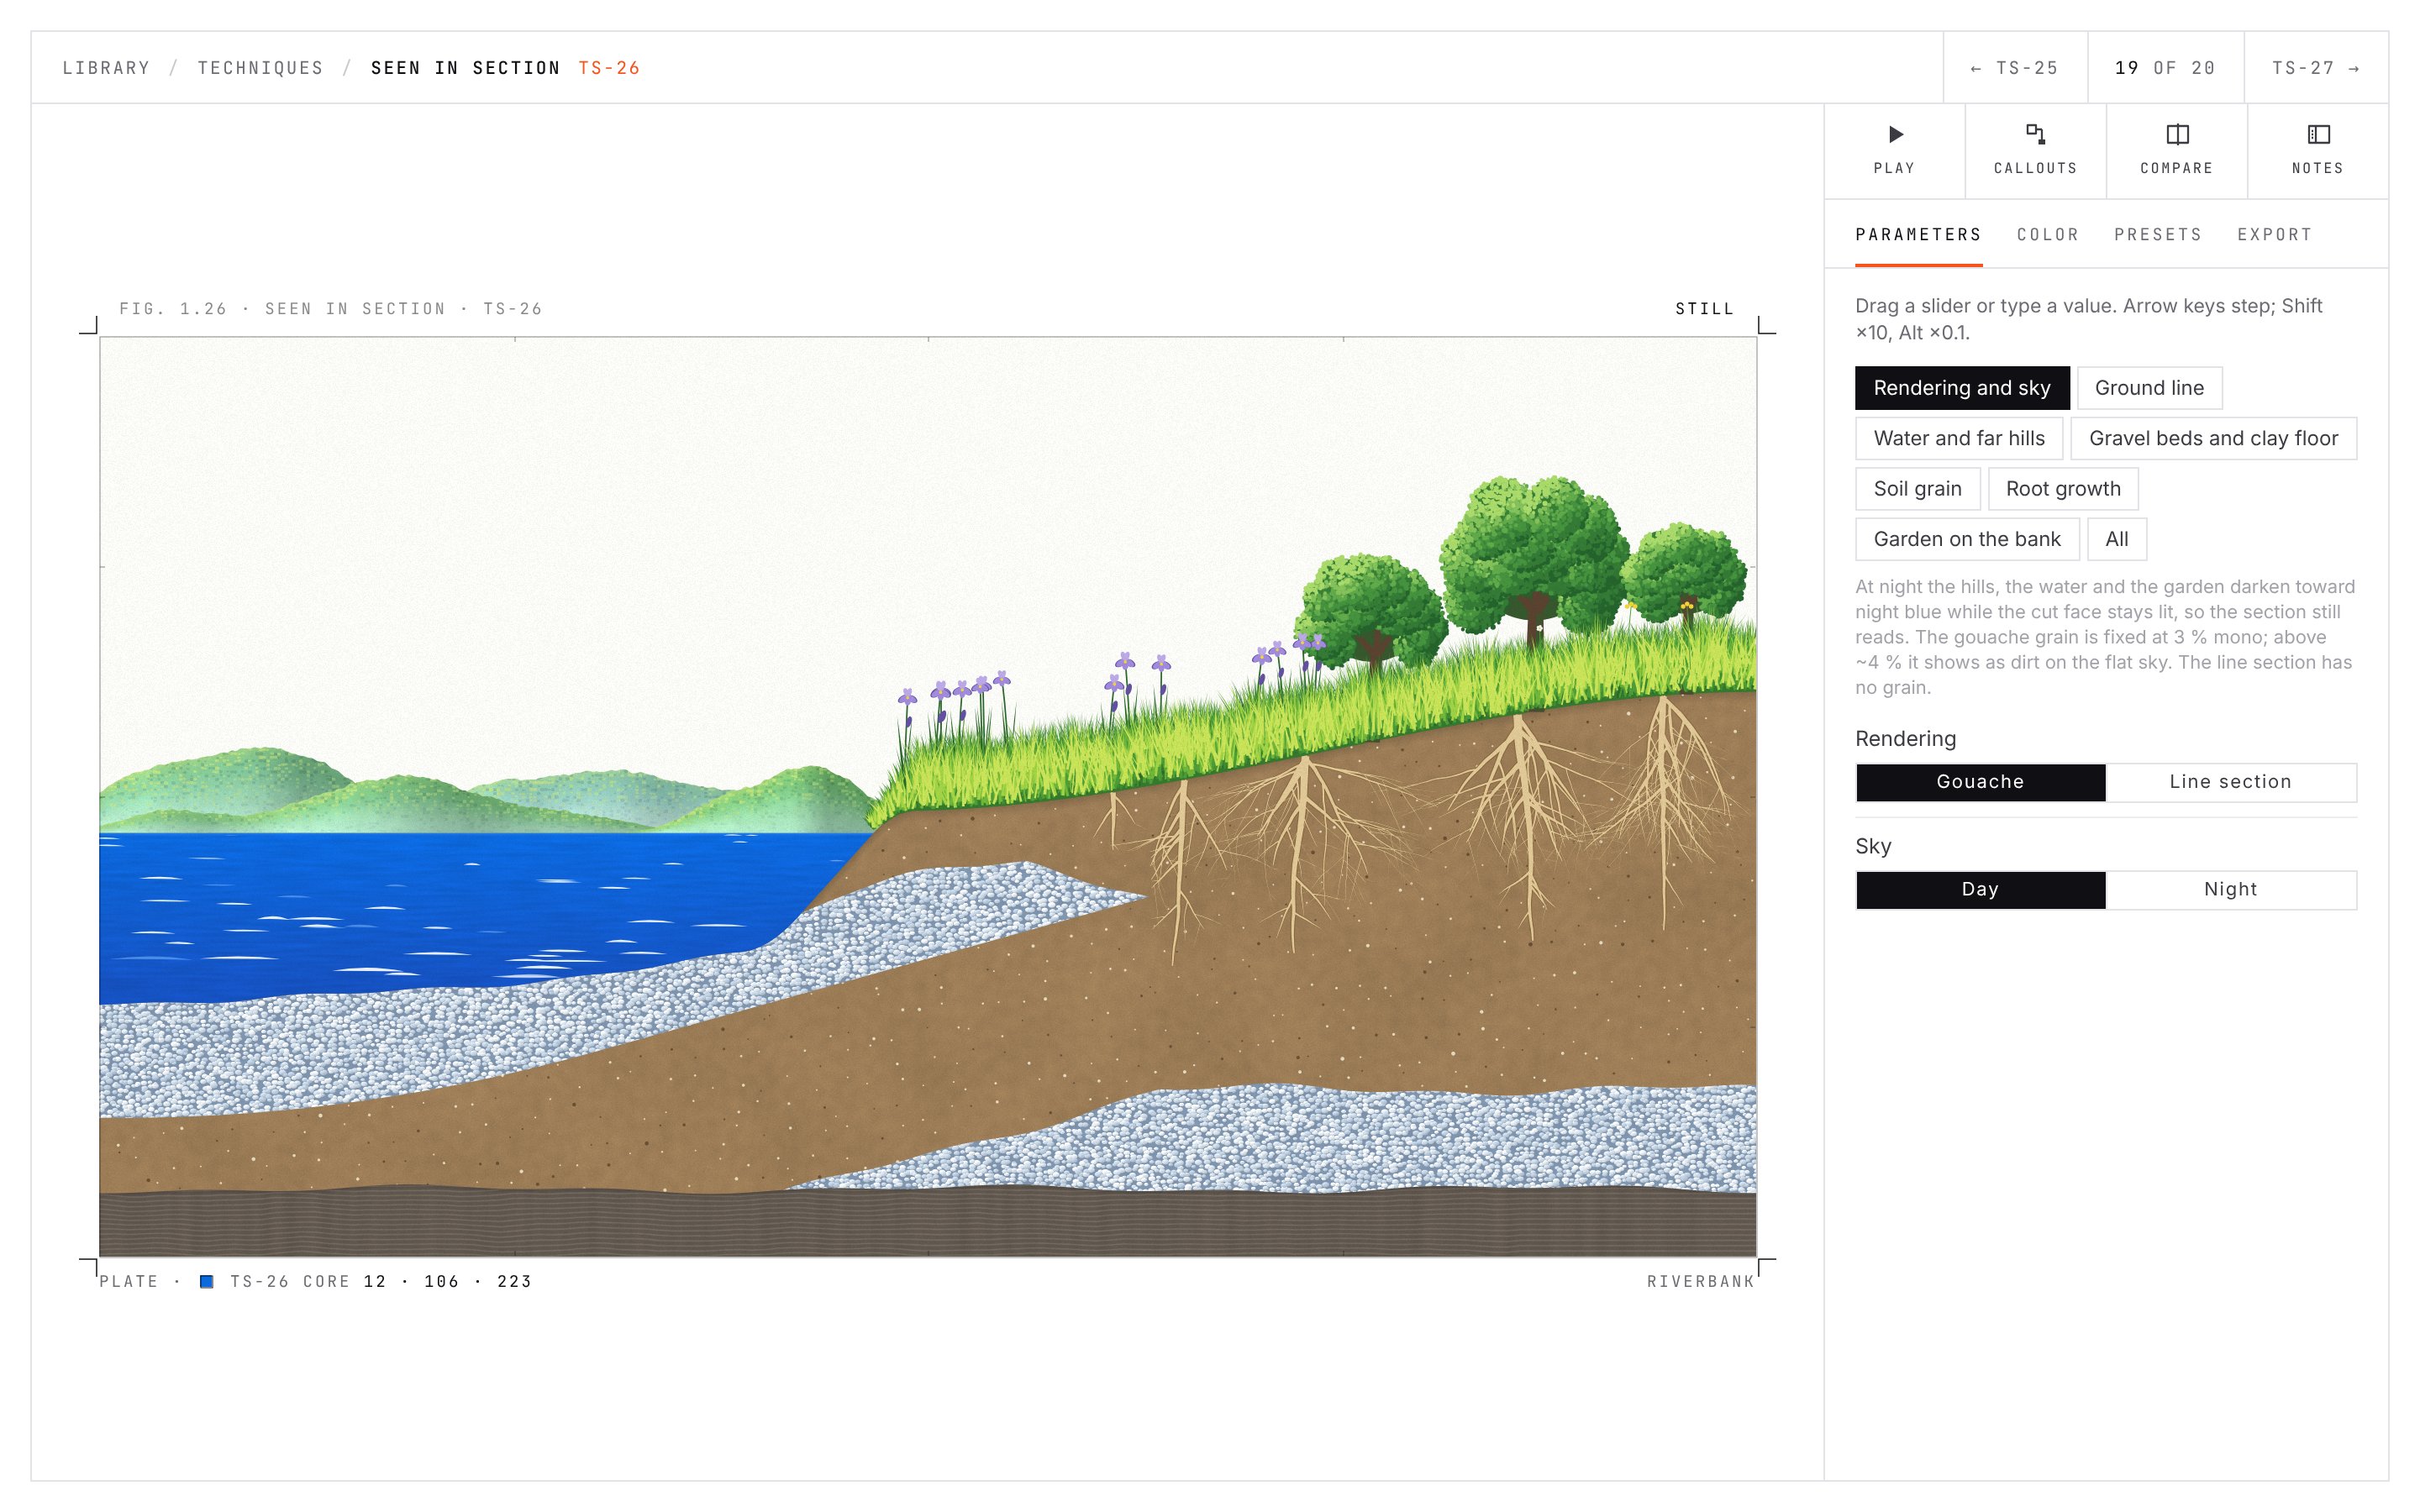 LIBRARY / TECHNIQUES / SEEN IN SECTION TS-26
← TS-25
19 OF 20
TS-27 →
PLAY
CALLOUTS
COMPARE
NOTES
PARAMETERS
COLOR
PRESETS
EXPORT
FIG. 1.26 · SEEN IN SECTION · TS-26
STILL
Drag a slider or type a value. Arrow keys step; Shift
×10, Alt ×0.1.
Rendering and sky
Ground line
Water and far hills
Gravel beds and clay floor
Soil grain
Root growth
Garden on the bank
All
At night the hills, the water and the garden darken toward
night blue while the cut face stays lit, so the section still
reads. The gouache grain is fixed at 3 % mono; above
~4 % it shows as dirt on the flat sky. The line section has
no grain.
Rendering
Gouache
Line section
Sky
Day
Night
PLATE · TS-26 CORE 12 · 106 · 223
RIVERBANK